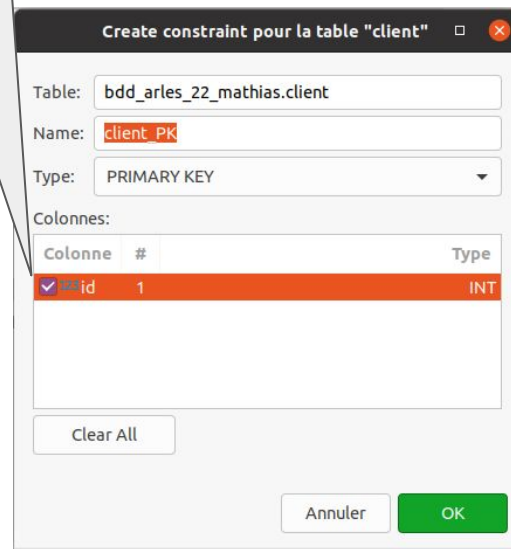 Create constraint pour la table "client"
Table: bdd_arles_22_mathias.client
Name: client_PK
Type: PRIMARY KEY
Colonnes:
Colonne # Type
123 id 1 INT
Clear All
Annuler OK